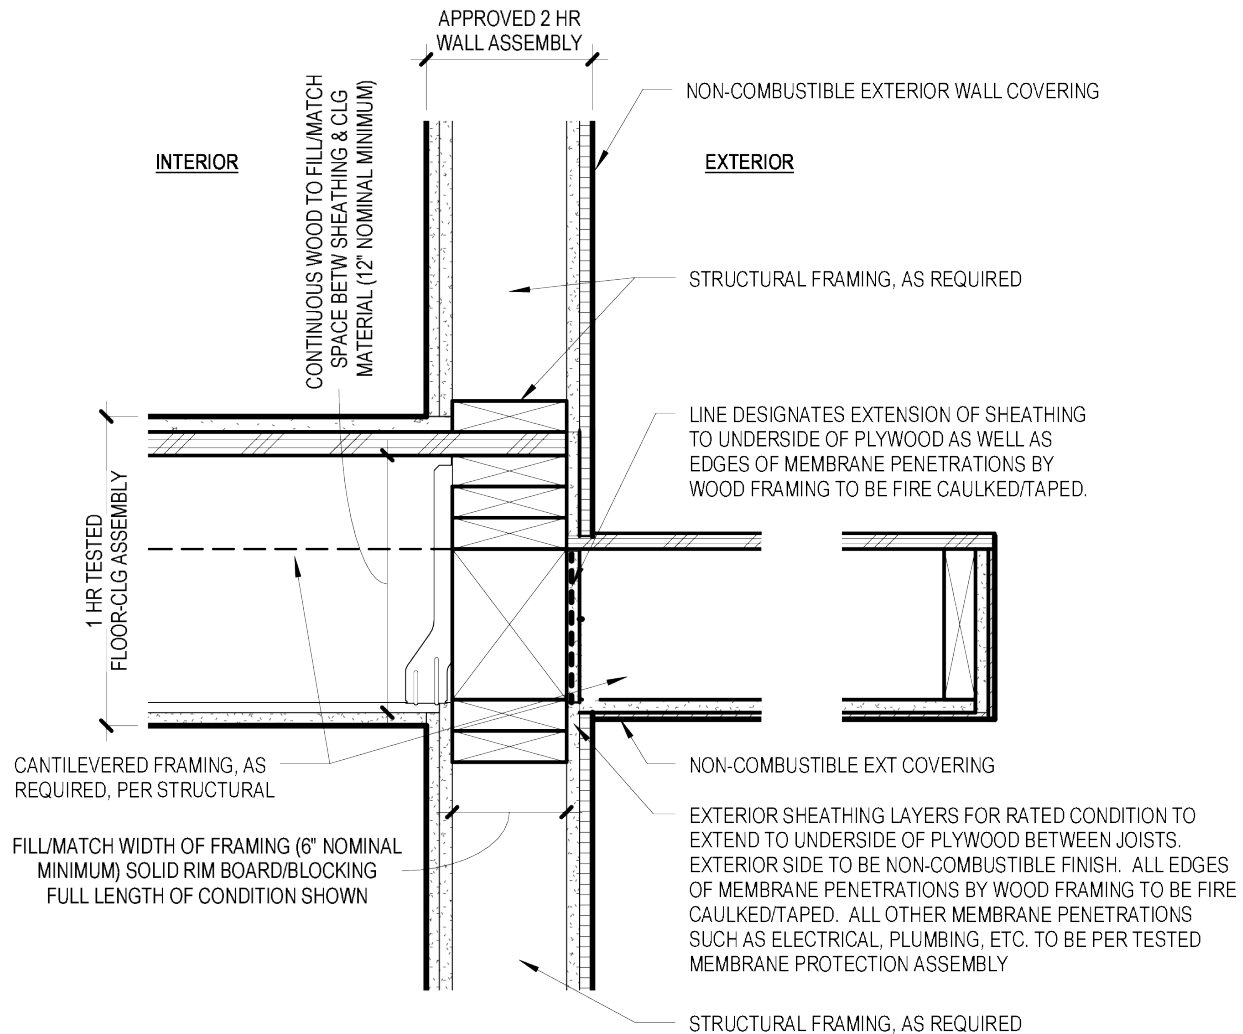 APPROVED 2 HR
WALL ASSEMBLY
NON-COMBUSTIBLE EXTERIOR WALL COVERING
CONTINUOUS WOOD TO FILL/MATCH
SPACE BETW SHEATHING & CLG
MATERIAL (12" NOMINAL MINIMUM)
INTERIOR
EXTERIOR
STRUCTURAL FRAMING, AS REQUIRED
LINE DESIGNATES EXTENSION OF SHEATHING
TO UNDERSIDE OF PLYWOOD AS WELL AS
EDGES OF MEMBRANE PENETRATIONS BY
WOOD FRAMING TO BE FIRE CAULKED/TAPED.
1 HR TESTED
FLOOR-CLG ASSEMBLY
CANTILEVERED FRAMING, AS
REQUIRED, PER STRUCTURAL
NON-COMBUSTIBLE EXT COVERING
FILL/MATCH WIDTH OF FRAMING (6" NOMINAL
MINIMUM) SOLID RIM BOARD/BLOCKING
FULL LENGTH OF CONDITION SHOWN
EXTERIOR SHEATHING LAYERS FOR RATED CONDITION TO
EXTEND TO UNDERSIDE OF PLYWOOD BETWEEN JOISTS.
EXTERIOR SIDE TO BE NON-COMBUSTIBLE FINISH.  ALL EDGES
OF MEMBRANE PENETRATIONS BY WOOD FRAMING TO BE FIRE
CAULKED/TAPED.  ALL OTHER MEMBRANE PENETRATIONS
SUCH AS ELECTRICAL, PLUMBING, ETC. TO BE PER TESTED
MEMBRANE PROTECTION ASSEMBLY
STRUCTURAL FRAMING, AS REQUIRED